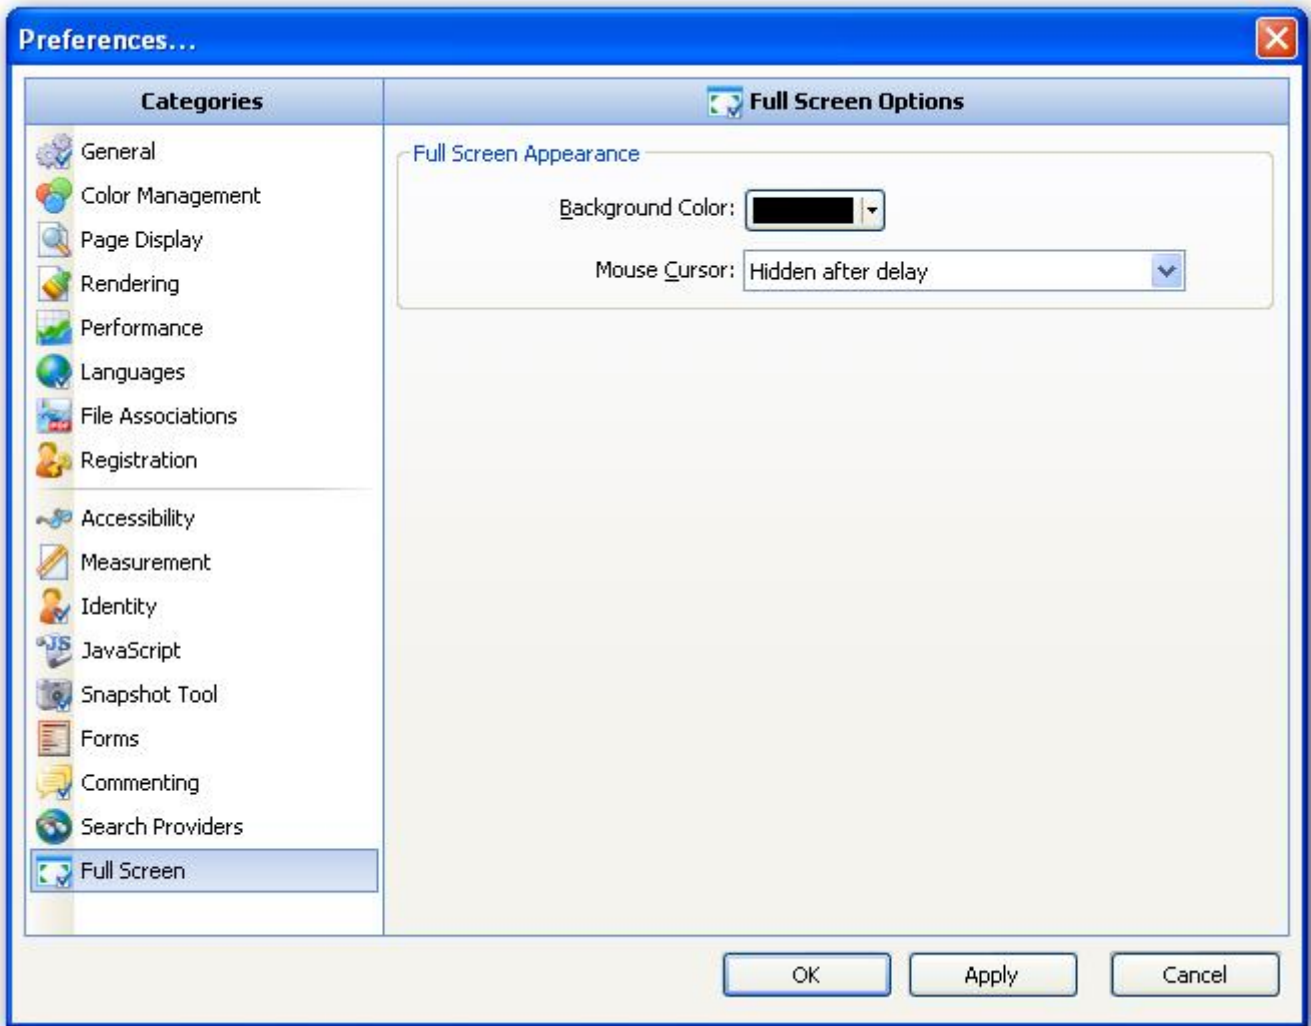 Preferences...
Categories
Full Screen Options
General
Color Management
Page Display
Rendering
Performance
Languages
File Associations
Registration
Accessibility
Measurement
Identity
JS
JavaScript
Snapshot Tool
Forms
Commenting
Search Providers
Full Screen
Full Screen Appearance
Background Color:
Mouse Cursor: Hidden after delay
OK Apply Cancel